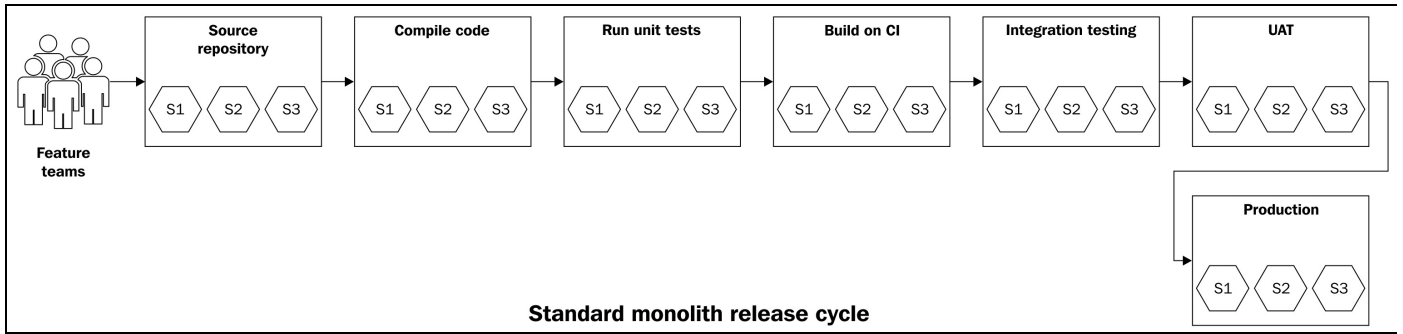 Feature
teams
Source
repository
S1 S2 S3
Compile code
S1 S2 S3
Run unit tests
S1 S2 S3
Build on CI
S1 S2 S3
Integration testing
S1 S2 S3
UAT
S1 S2 S3
Production
S1 S2 S3
Standard monolith release cycle